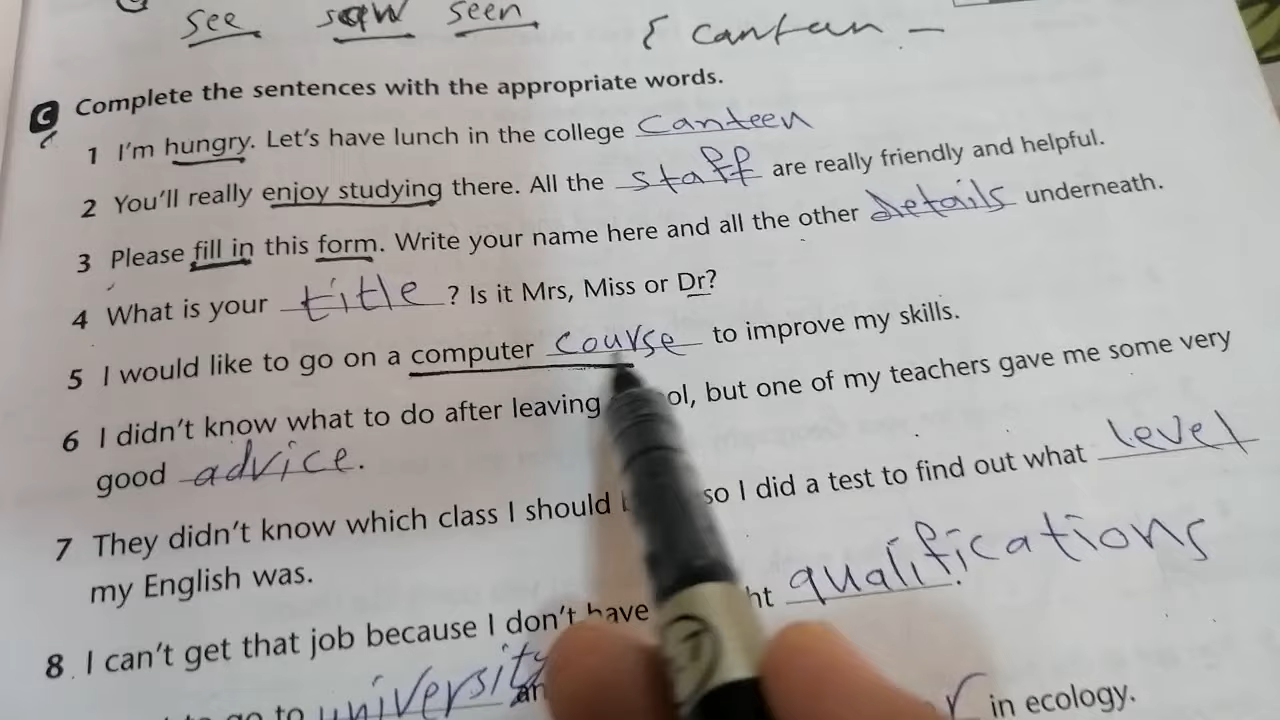 see saw seen { canteen –
C Complete the sentences with the appropriate words.
1 I'm hungry. Let's have lunch in the college canteen
2 You'll really enjoy studying there. All the staff are really friendly and helpful.
3 Please fill in this form. Write your name here and all the other details underneath.
4 What is your title? Is it Mrs, Miss or Dr?
5 I would like to go on a computer course to improve my skills.
6 I didn't know what to do after leaving ol, but one of my teachers gave me some very
good advice.
7 They didn't know which class I should so I did a test to find out what level
my English was.
8 I can't get that job because I don't have ht qualifications
to go to university an in ecology.